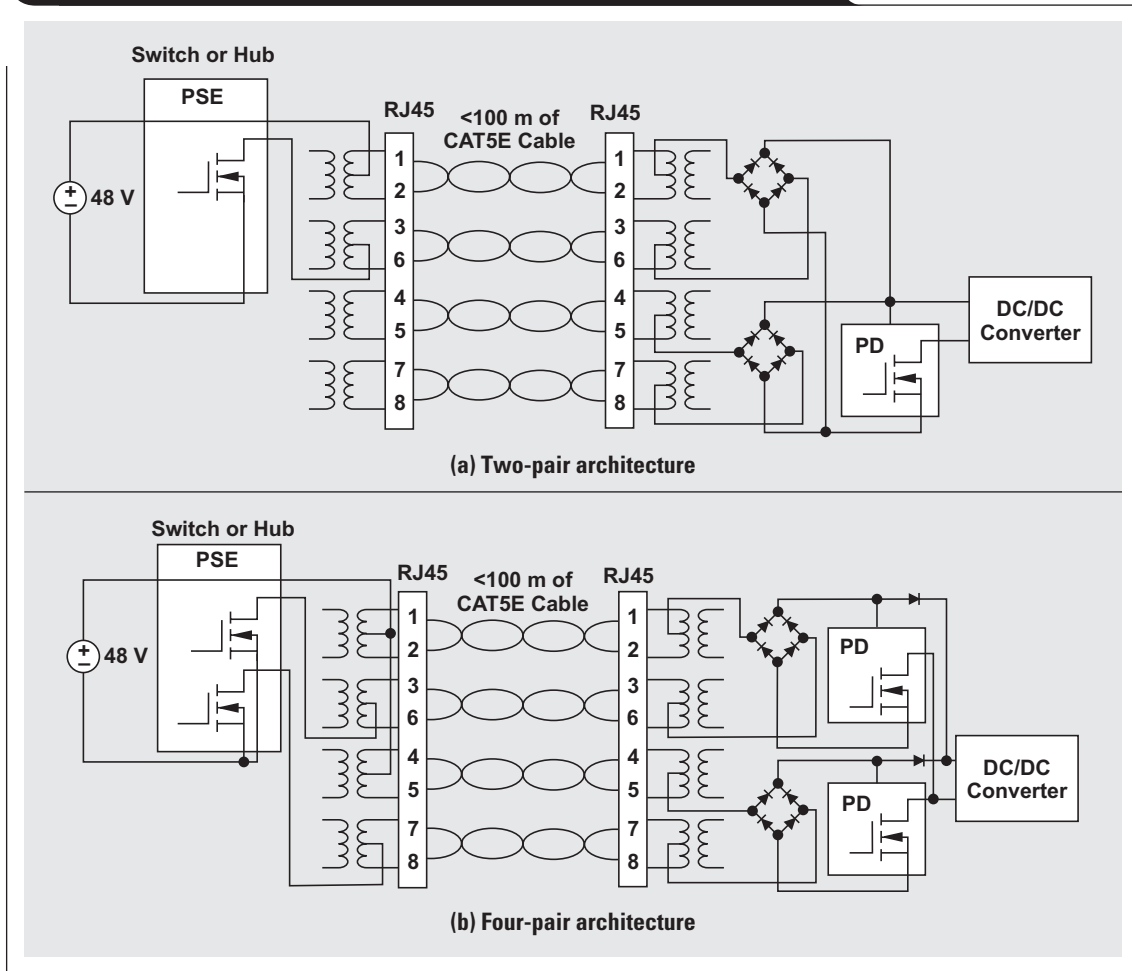 Switch or Hub
PSE
RJ45
<100 m of
CAT5E Cable
RJ45
48 V
+
–
1
2
3
6
4
5
7
8
1
2
3
6
4
5
7
8
PD
DC/DC
Converter
(a) Two-pair architecture
Switch or Hub
PSE
RJ45
<100 m of
CAT5E Cable
RJ45
48 V
+
–
1
2
3
6
4
5
7
8
1
2
3
6
4
5
7
8
PD
PD
DC/DC
Converter
(b) Four-pair architecture